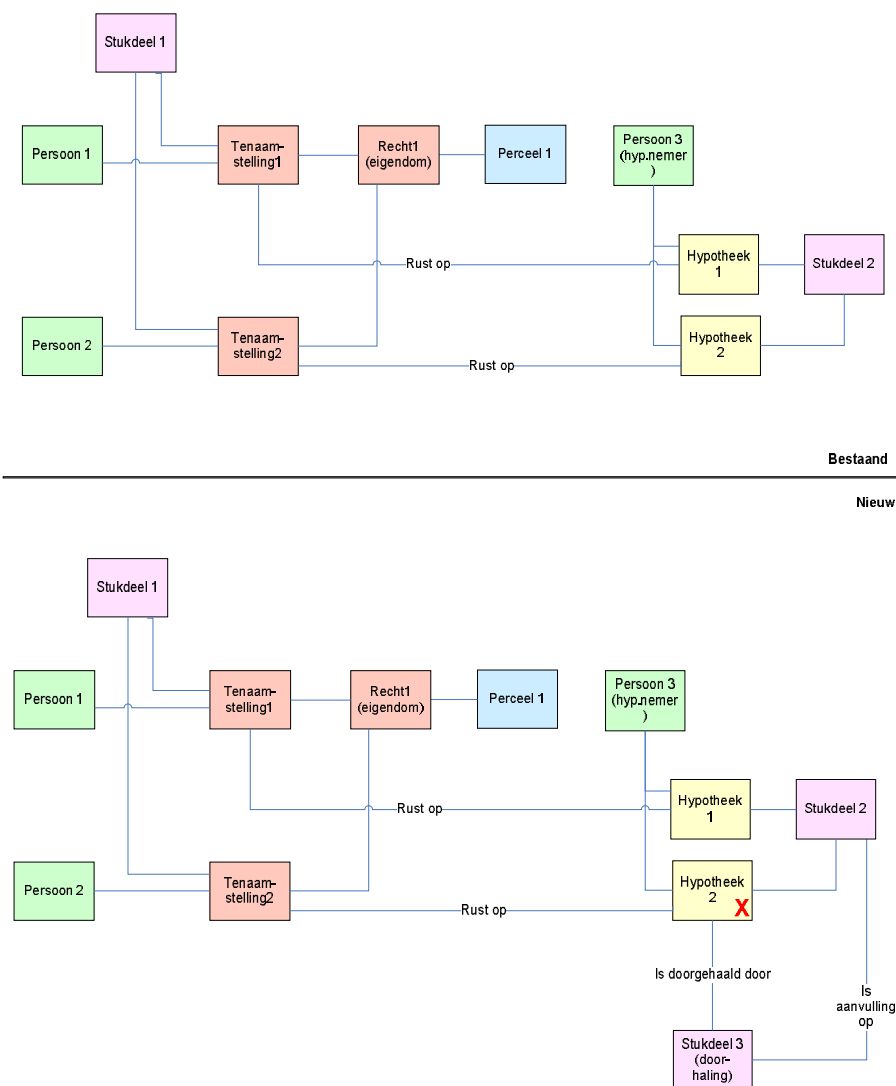 Stukdeel 1
Persoon 1
Tenaam-
stelling1
Recht1
(eigendom)
Perceel 1
Persoon 3
(hyp.nemer
)
Rust op
Hypotheek
1
Stukdeel 2
Persoon 2
Tenaam-
stelling2
Rust op
Hypotheek
2
Bestaand
Nieuw
Stukdeel 1
Persoon 1
Tenaam-
stelling1
Recht1
(eigendom)
Perceel 1
Persoon 3
(hyp.nemer
)
Rust op
Hypotheek
1
Stukdeel 2
Persoon 2
Tenaam-
stelling2
Rust op
Hypotheek
2
X
Is doorgehaald door
Is
aanvulling
op
Stukdeel 3
(door-
haling)